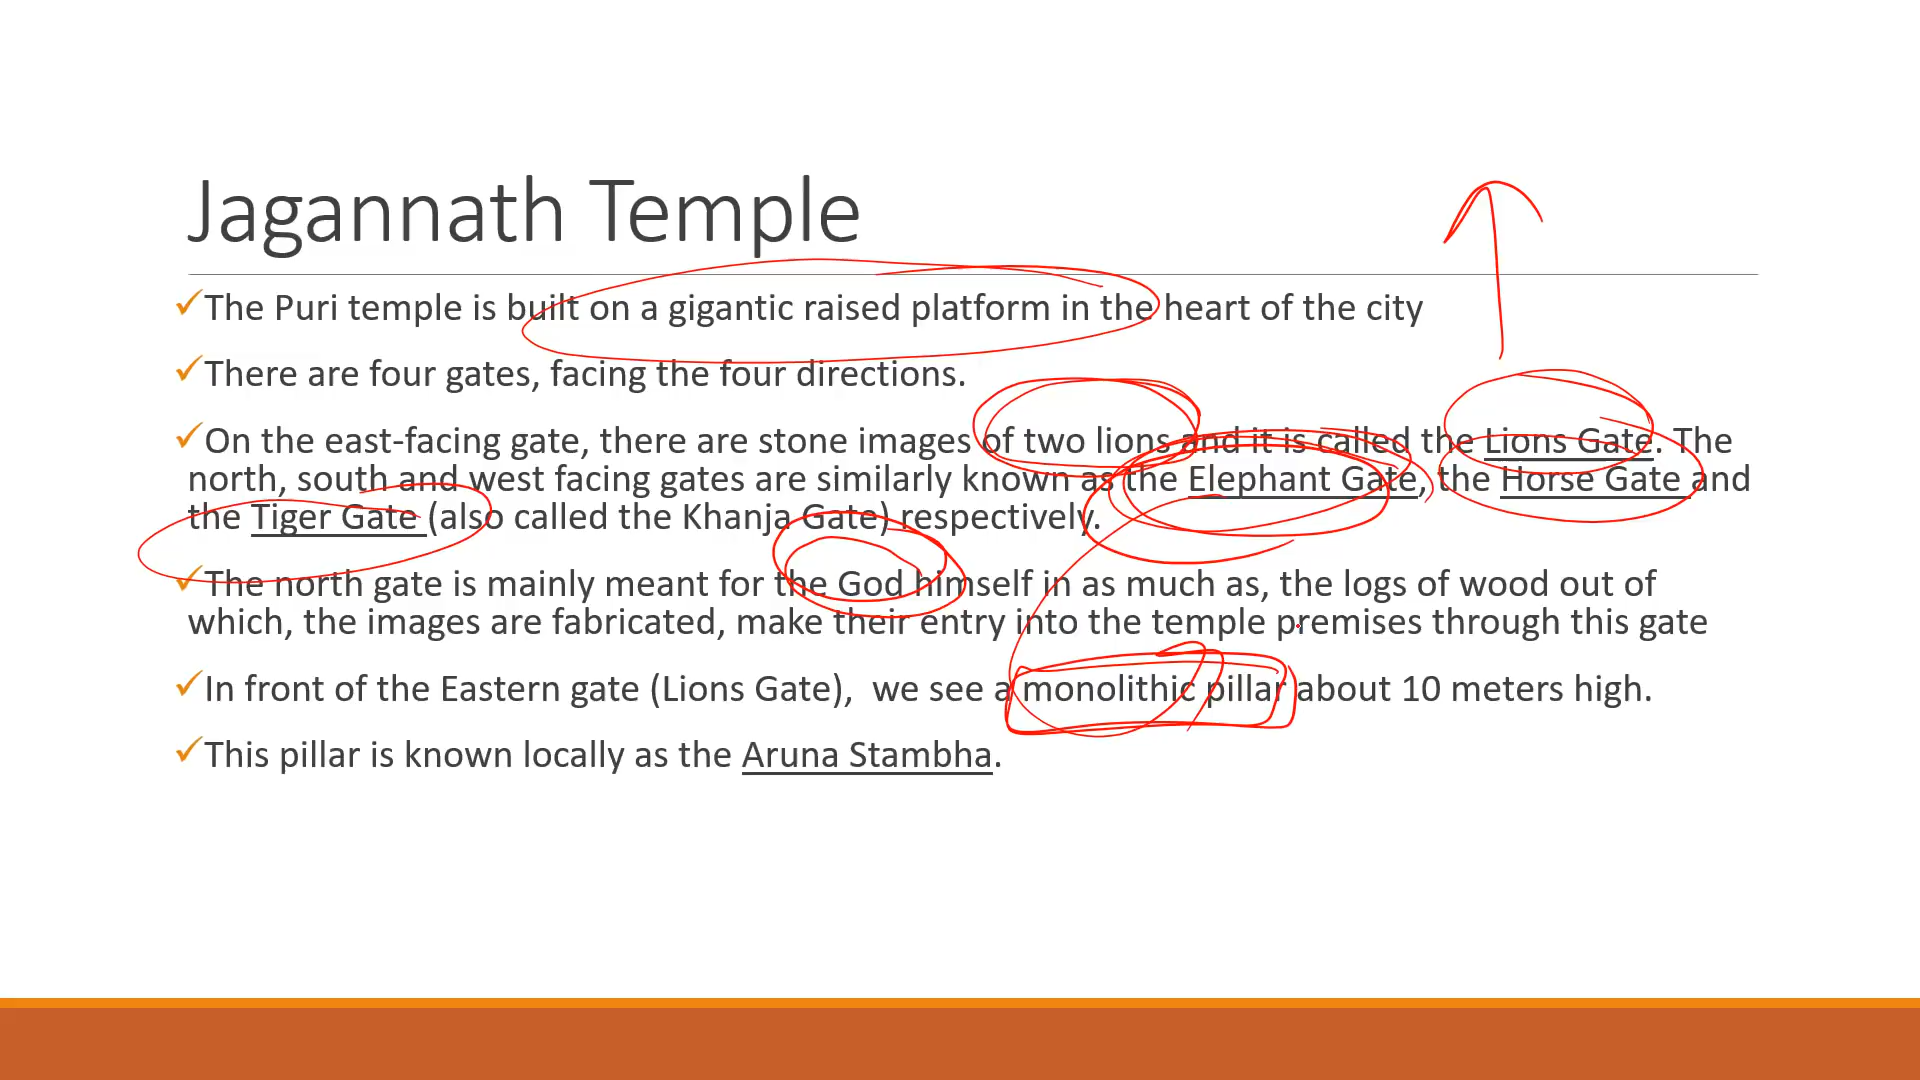 Jagannath Temple
✓The Puri temple is built on a gigantic raised platform in the heart of the city
✓There are four gates, facing the four directions.
✓On the east-facing gate, there are stone images of two lions and it is called the Lions Gate. The
north, south and west facing gates are similarly known as the Elephant Gate, the Horse Gate and
the Tiger Gate (also called the Khanja Gate) respectively.
✓The north gate is mainly meant for the God himself in as much as, the logs of wood out of
which, the images are fabricated, make their entry into the temple premises through this gate
✓In front of the Eastern gate (Lions Gate),  we see a monolithic pillar about 10 meters high.
✓This pillar is known locally as the Aruna Stambha.